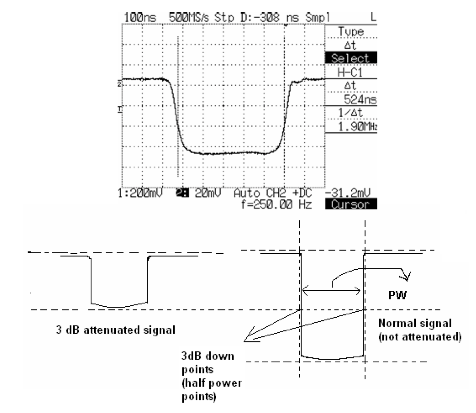 100ns 500MS/s Stp D:-308 ns Smpl L
Type
Δt
Select
H-C1
Δt
524ns
1/Δt
1.90MHz
2
1
1:200mV 2: 20mV Auto CH2 +DC -31.2mV
f=250.00 Hz Cursor
PW
3 dB attenuated signal
Normal signal
(not attenuated)
3dB down
points
(half power
points)